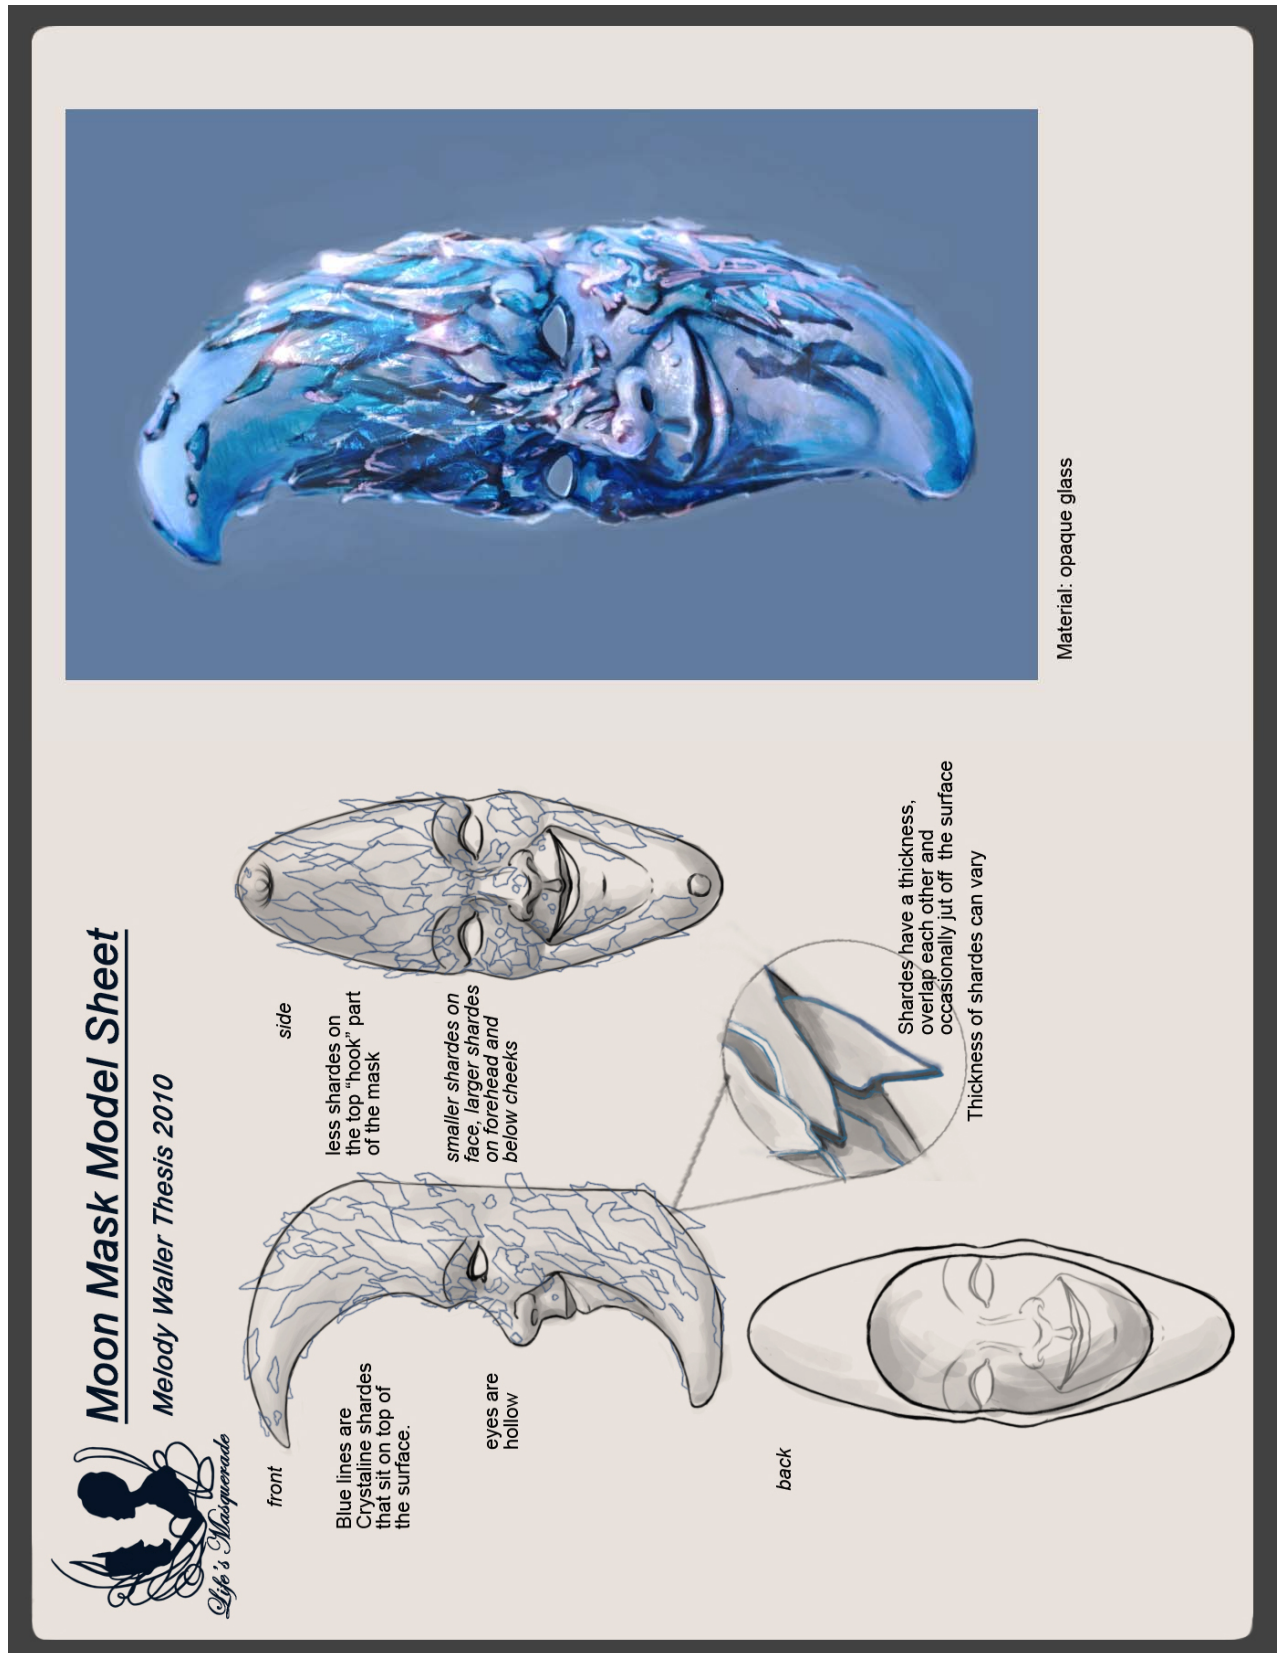 Moon Mask Model Sheet
Melody Waller Thesis 2010
Life's Masquerade
front
side
Blue lines are
Crystaline shardes
that sit on top of
the surface.
less shardes on
the top "hook" part
of the mask
eyes are
hollow
smaller shardes on
face, larger shardes
on forehead and
below cheeks
back
Shardes have a thickness,
overlap each other and
occasionally jut off the surface
Thickness of shardes can vary
Material: opaque glass